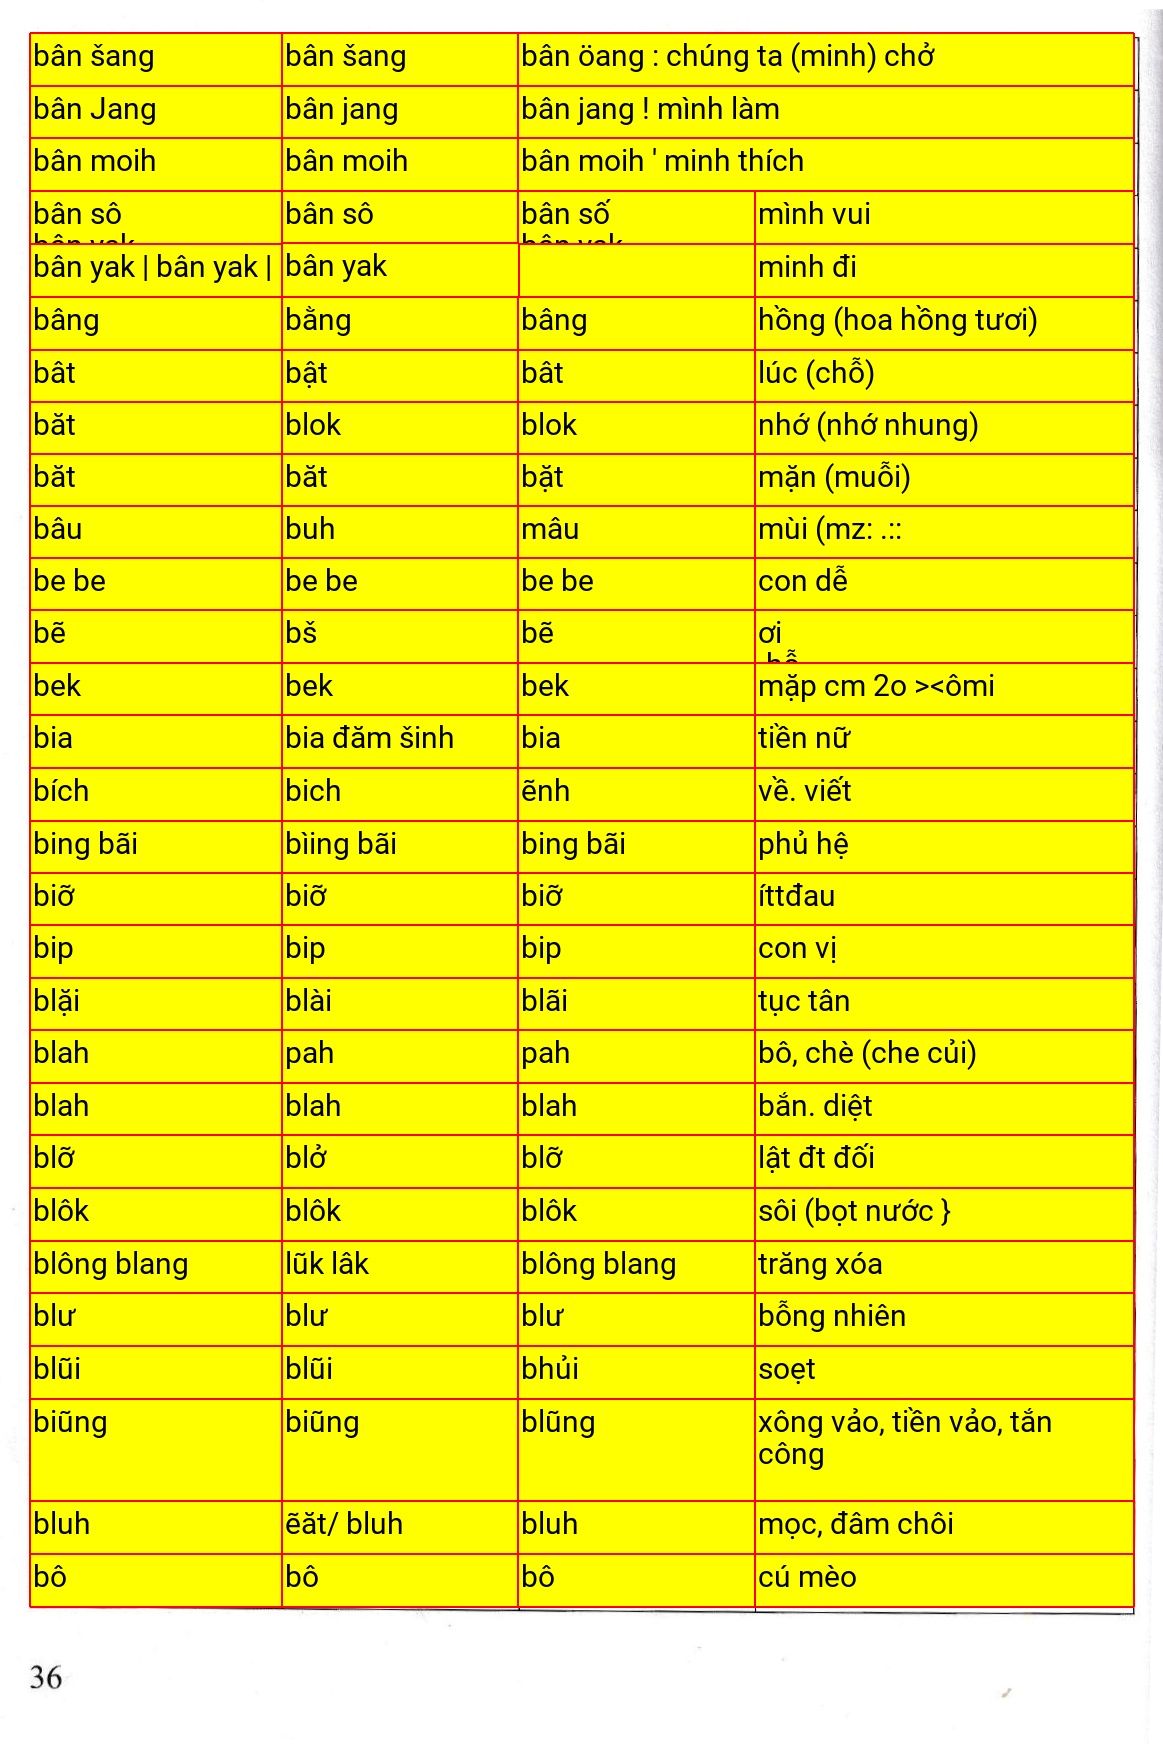 bân šang bân šang bân öang : chúng ta (minh) chở
bân Jang bân jang bân jang ! mình làm
bân moih bân moih bân moih ' minh thích
bân sô bân sô bân số mình vui
bân yak | bân yak | bân yak minh đi
bâng bằng bâng hồng (hoa hồng tươi)
bât bật bât lúc (chỗ)
băt blok blok nhớ (nhớ nhung)
băt băt bặt mặn (muỗi)
bâu buh mâu mùi (mz: .::
be be be be be be con dễ
bẽ bš bẽ ơi
bek bek bek mặp cm 2o ><ômi
bia bia đăm šinh bia tiền nữ
bích bich ẽnh về. viết
bing bãi bìing bãi bing bãi phủ hệ
biỡ biỡ biỡ íttđau
bip bip bip con vị
blặi blài blãi tục tân
blah pah pah bô, chè (che củi)
blah blah blah bắn. diệt
blỡ blở blỡ lật đt đối
blôk blôk blôk sôi (bọt nước }
blông blang lũk lâk blông blang trăng xóa
blư blư blư bỗng nhiên
blũi blũi bhủi soẹt
biũng biũng blũng xông vảo, tiền vảo, tắn
công
bluh ẽăt/ bluh bluh mọc, đâm chôi
bô bô bô cú mèo
36